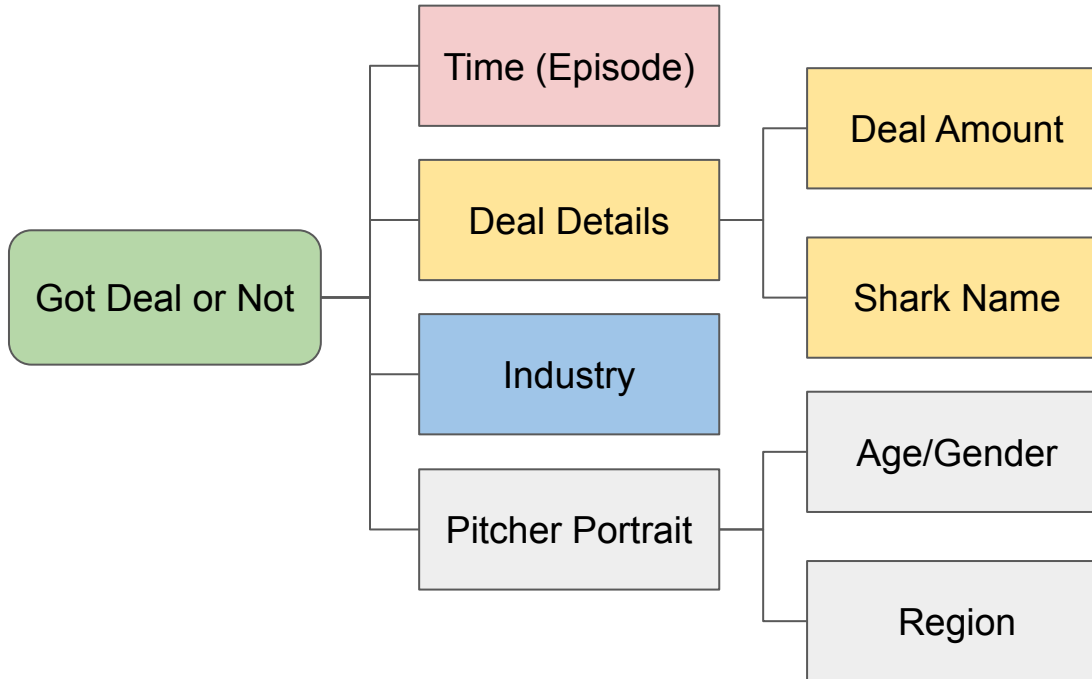 Time (Episode)
Deal Amount
Deal Details
Got Deal or Not
Shark Name
Industry
Age/Gender
Pitcher Portrait
Region